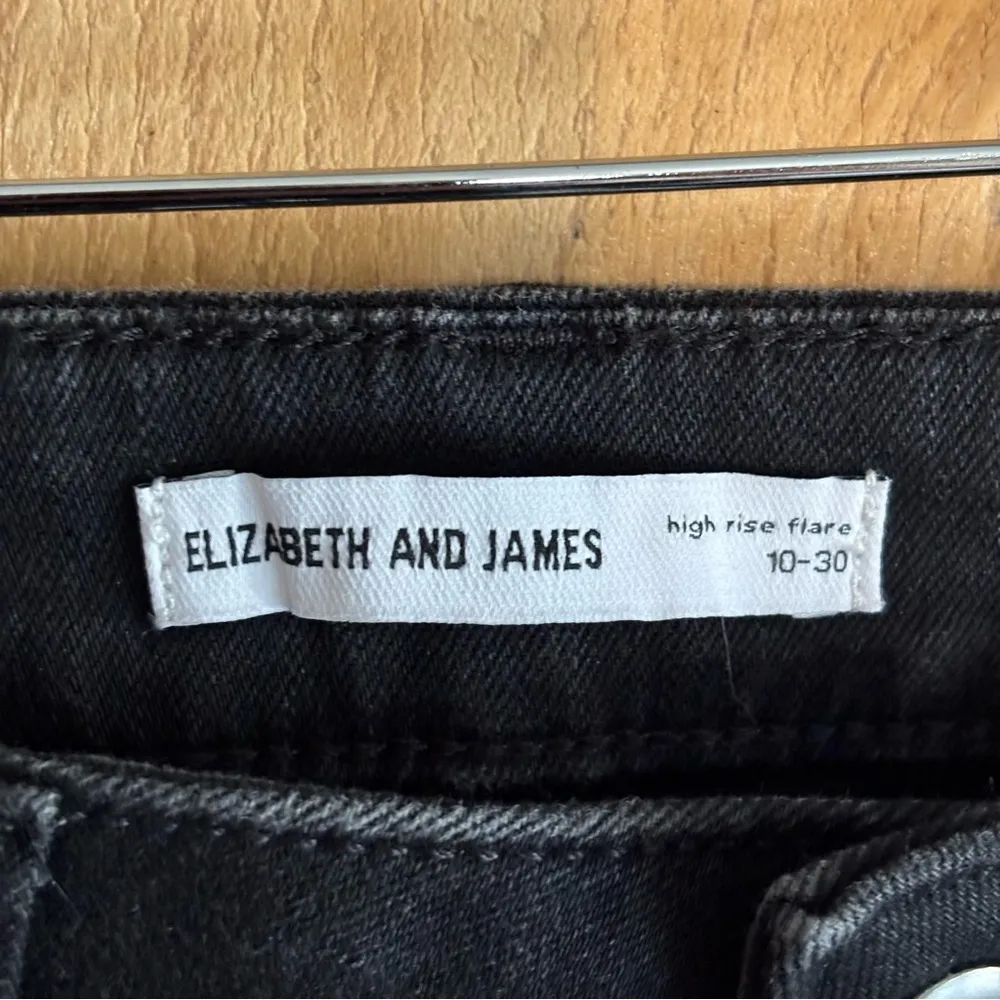 ELIZABETH AND JAMES
high rise flare
10-30